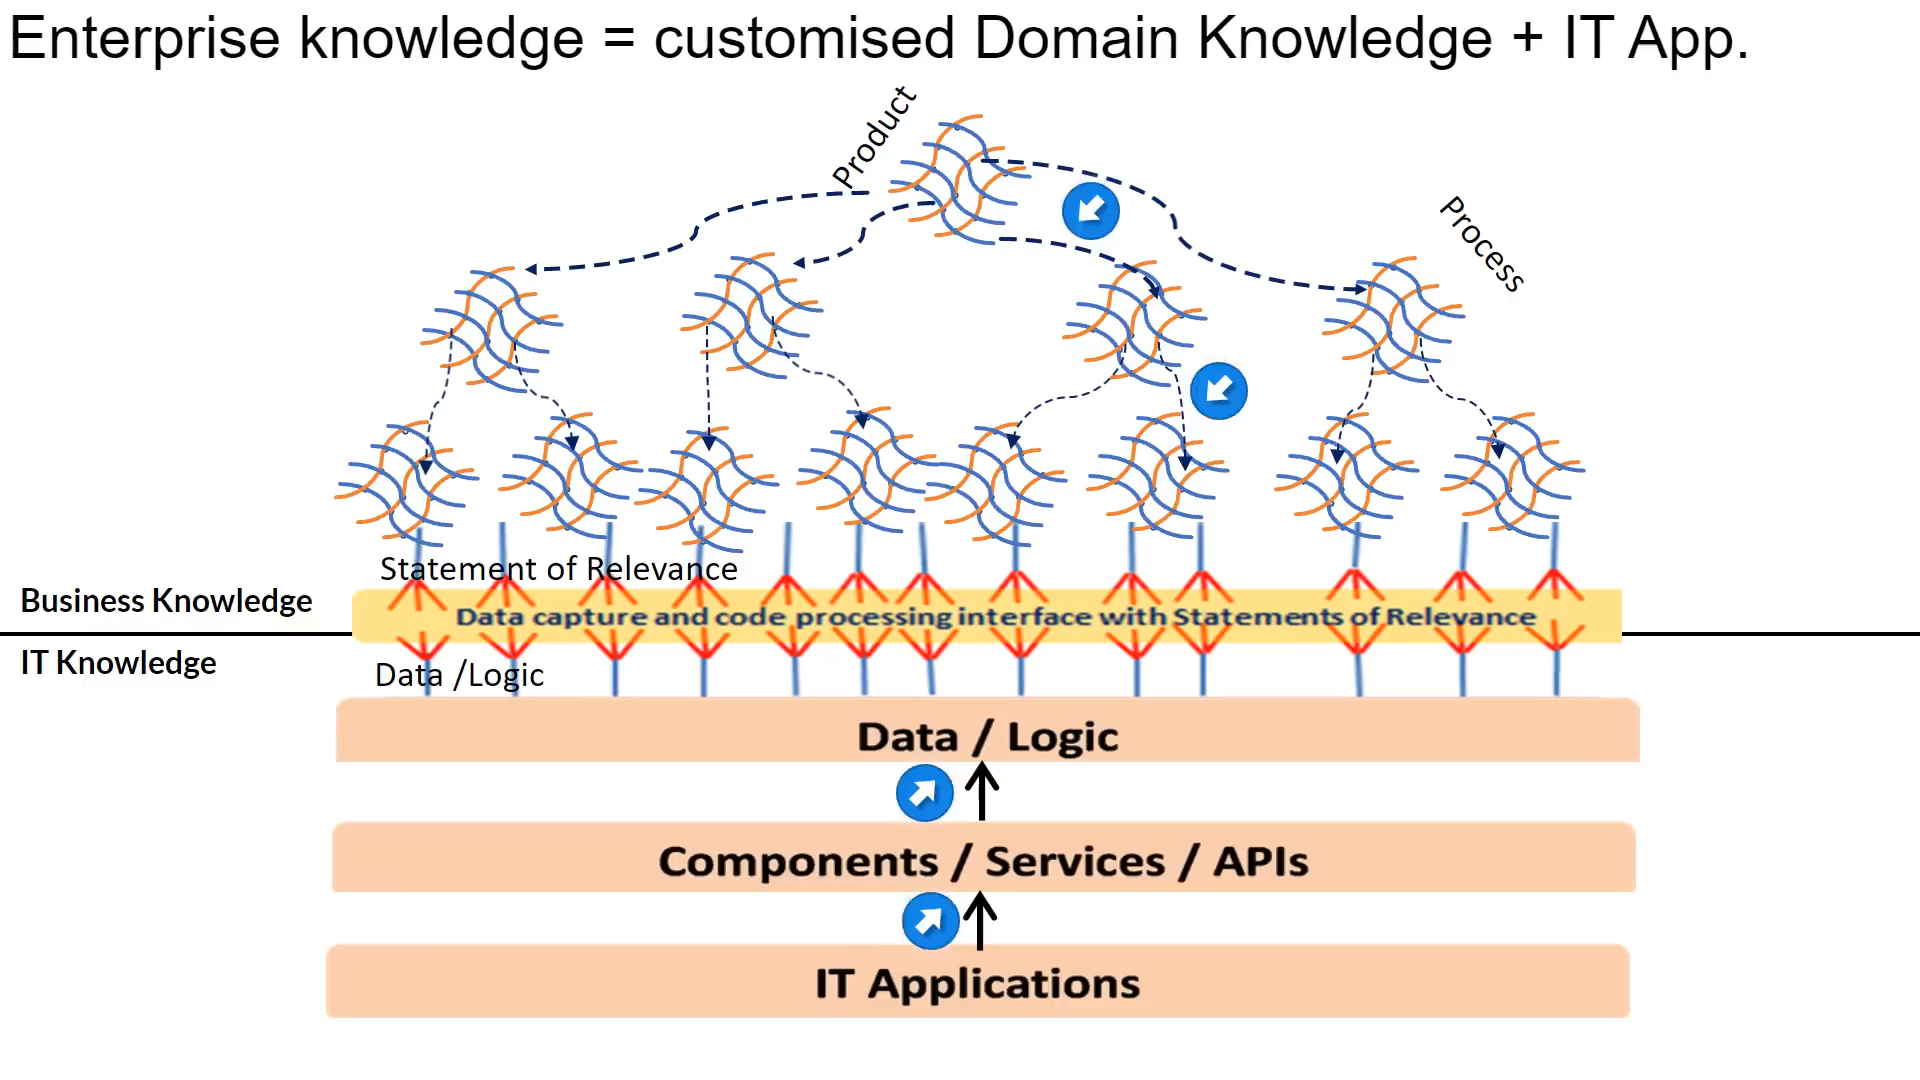 Enterprise knowledge = customised Domain Knowledge + IT App.
Product
Process
Statement of Relevance
Business Knowledge
Data capture and code processing interface with Statements of Relevance
IT Knowledge
Data /Logic
Data / Logic
Components / Services / APIs
IT Applications